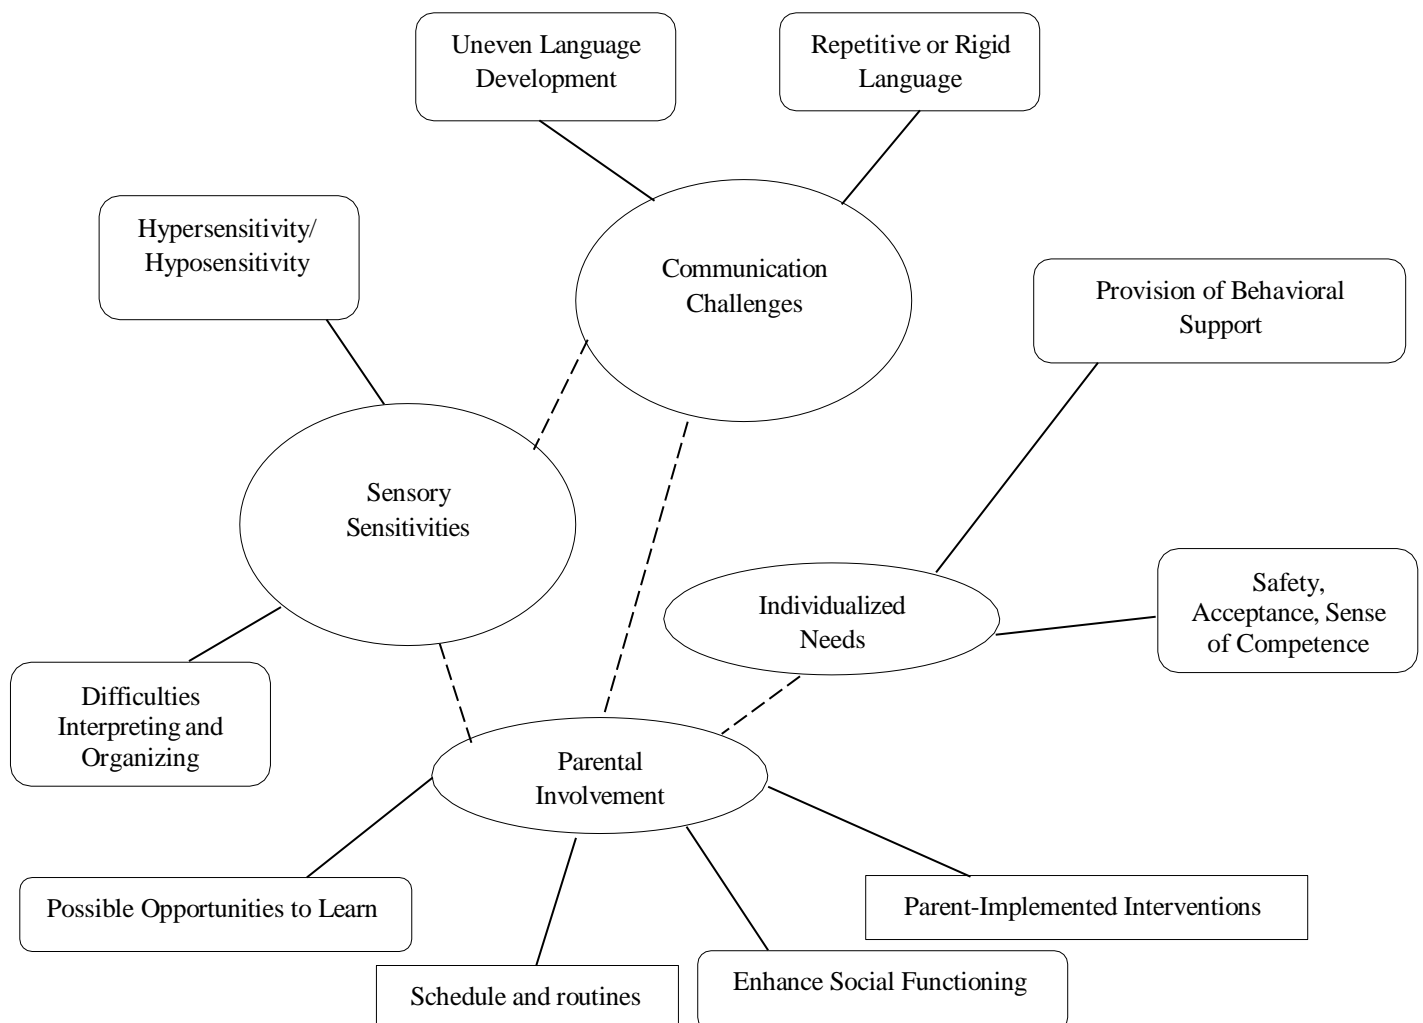 Uneven Language
Development
Repetitive or Rigid
Language
Hypersensitivity/
Hyposensitivity
Communication
Challenges
Provision of Behavioral
Support
Sensory
Sensitivities
Individualized
Needs
Safety,
Acceptance, Sense
of Competence
Difficulties
Interpreting and
Organizing
Parental
Involvement
Possible Opportunities to Learn
Parent-Implemented Interventions
Schedule and routines
Enhance Social Functioning